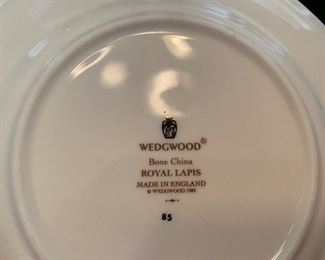 WEDGWOOD®
Bone China
ROYAL LAPIS
MADE IN ENGLAND
© WEDGWOOD 1985
85